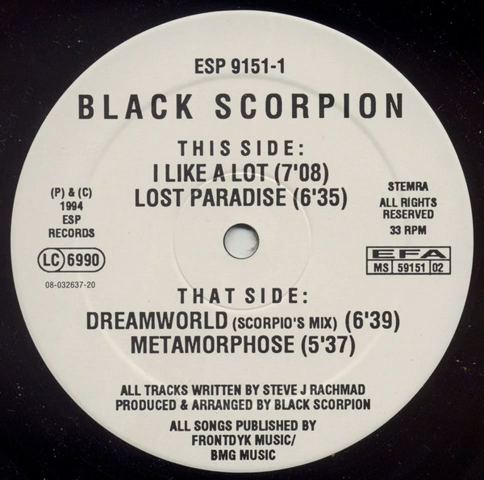 ESP 9151-1
BLACK SCORPION
THIS SIDE:
I LIKE A LOT (7'08)
LOST PARADISE (6'35)
(P) & (C)
1994
ESP
RECORDS
LC 6990
08-032637-20
STEMRA
ALL RIGHTS
RESERVED
33 RPM
EFA
MS 59151 02
THAT SIDE:
DREAMWORLD (SCORPIO'S MIX) (6'39)
METAMORPHOSE (5'37)
ALL TRACKS WRITTEN BY STEVE J RACHMAD
PRODUCED & ARRANGED BY BLACK SCORPION
ALL SONGS PUBLISHED BY
FRONTDYK MUSIC/
BMG MUSIC